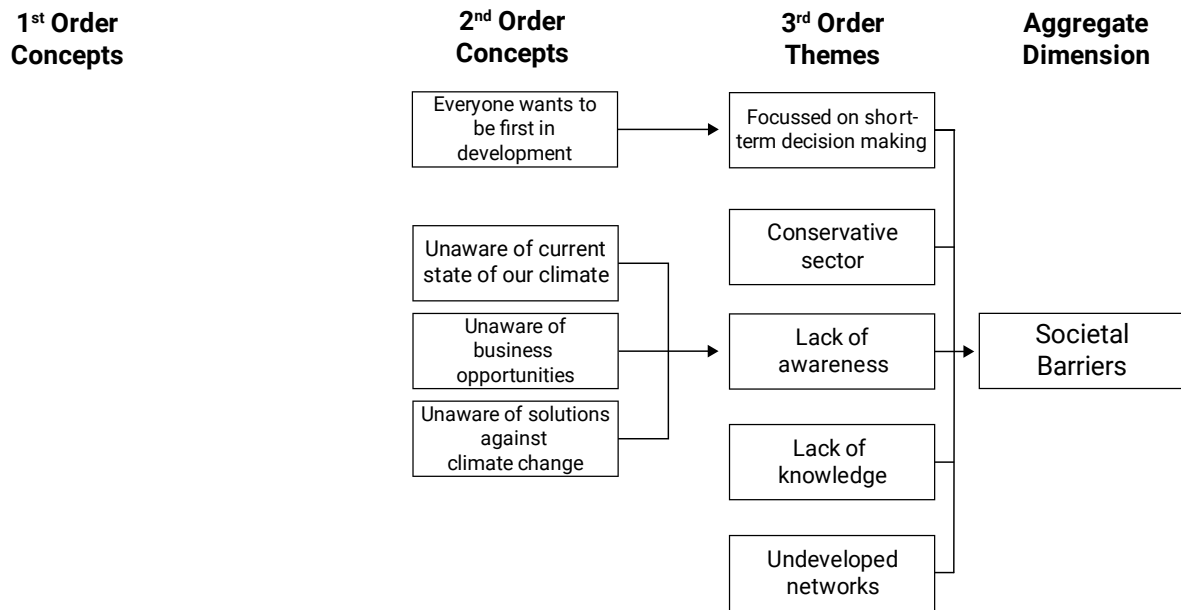 1st Order
Concepts
2nd Order
Concepts
3rd Order
Themes
Aggregate
Dimension
Everyone wants to
be first in
development
Focussed on short-
term decision making
Unaware of current
state of our climate
Conservative
sector
Unaware of
business
opportunities
Lack of
awareness
Societal
Barriers
Unaware of solutions
against
climate change
Lack of
knowledge
Undeveloped
networks